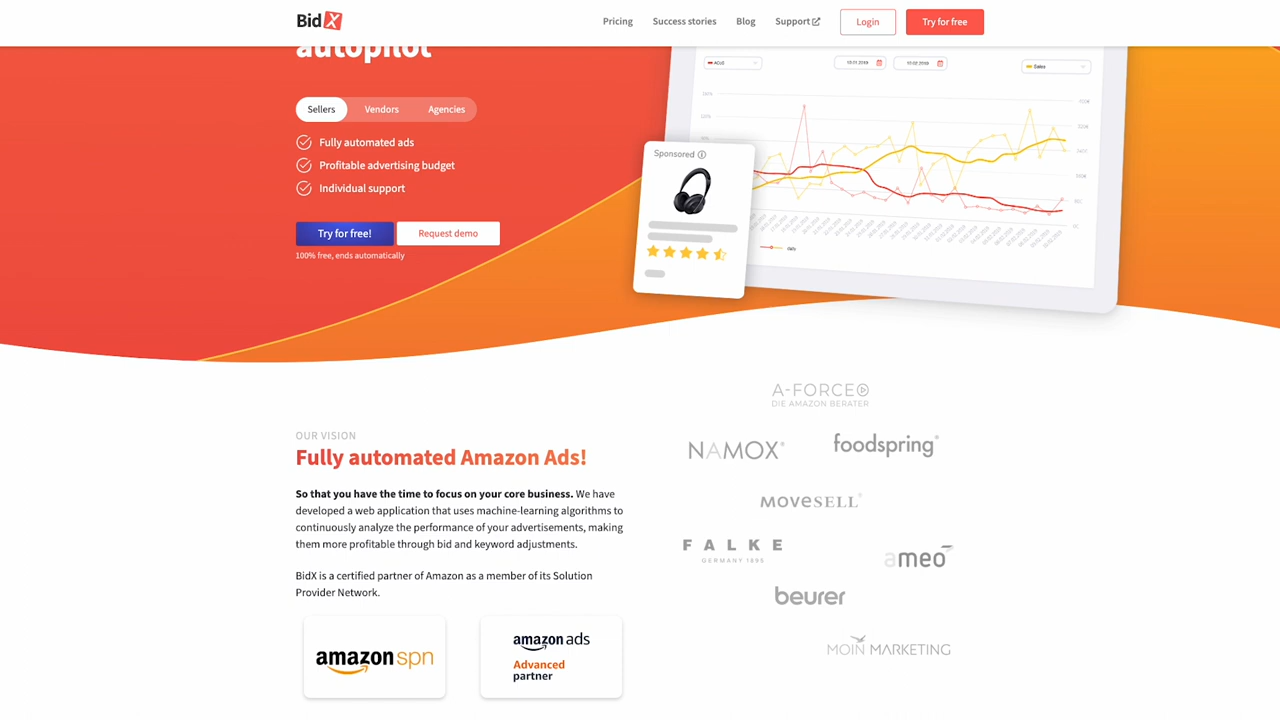 BidX
Pricing
Success stories
Blog
Support
Login
Try for free
autopilot
Sellers
Vendors
Agencies
Fully automated ads
Profitable advertising budget
Individual support
Try for free!
Request demo
100% free, ends automatically
ACoS
Sales
Sponsored
OUR VISION
Fully automated Amazon Ads!
So that you have the time to focus on your core business. We have
developed a web application that uses machine-learning algorithms to
continuously analyze the performance of your advertisements, making
them more profitable through bid and keyword adjustments.
BidX is a certified partner of Amazon as a member of its Solution
Provider Network.
amazon spn
amazon ads
Advanced
partner
A-FORCE
DIE AMAZON BERATER
NAMOX®
foodspring®
MOVESELL®
FALKE
GERMANY 1895
ameo
beurer
MOIN MARKETING